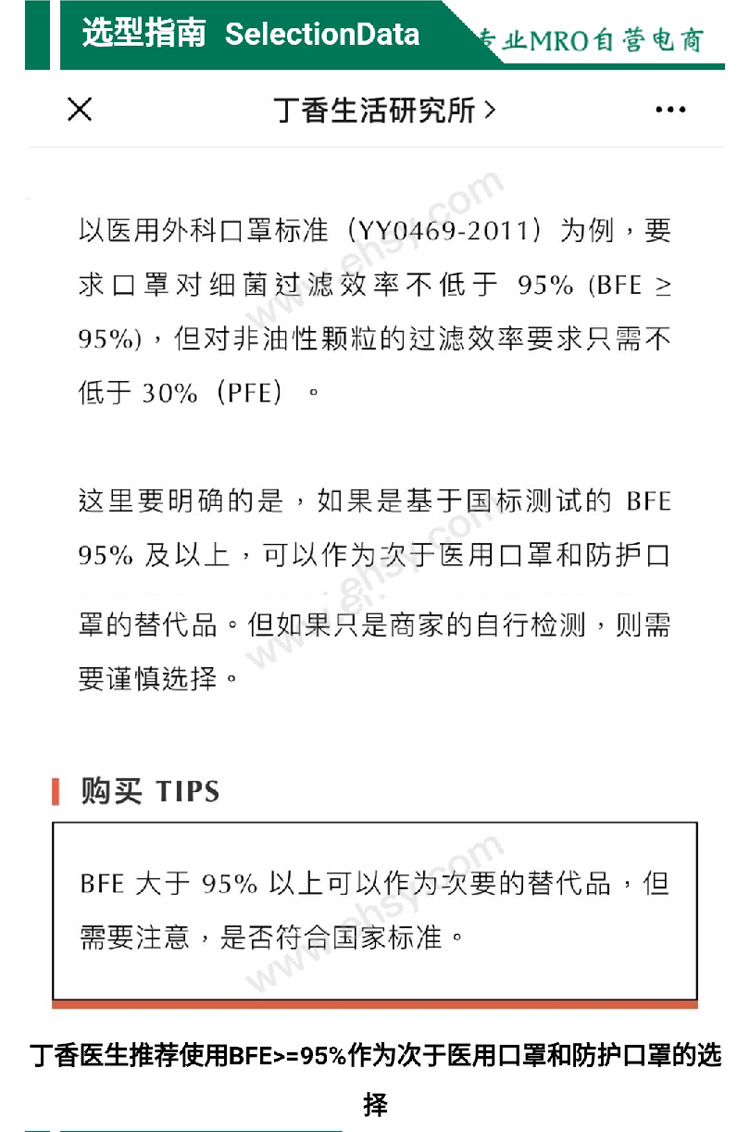 选型指南 SelectionData
专业MRO自营电商
丁香生活研究所>
以医用外科口罩标准（YY0469-2011）为例，要
求口罩对细菌过滤效率不低于 95% (BFE ≥
95%)，但对非油性颗粒的过滤效率要求只需不
低于 30%（PFE）。
这里要明确的是，如果是基于国标测试的 BFE
95% 及以上，可以作为次于医用口罩和防护口
罩的替代品。但如果只是商家的自行检测，则需
要谨慎选择。
购买 TIPS
BFE 大于 95% 以上可以作为次要的替代品，但
需要注意，是否符合国家标准。
丁香医生推荐使用BFE>=95%作为次于医用口罩和防护口罩的选
择
www.ehsy.com
www.ehsy.com
www.ehsy.com